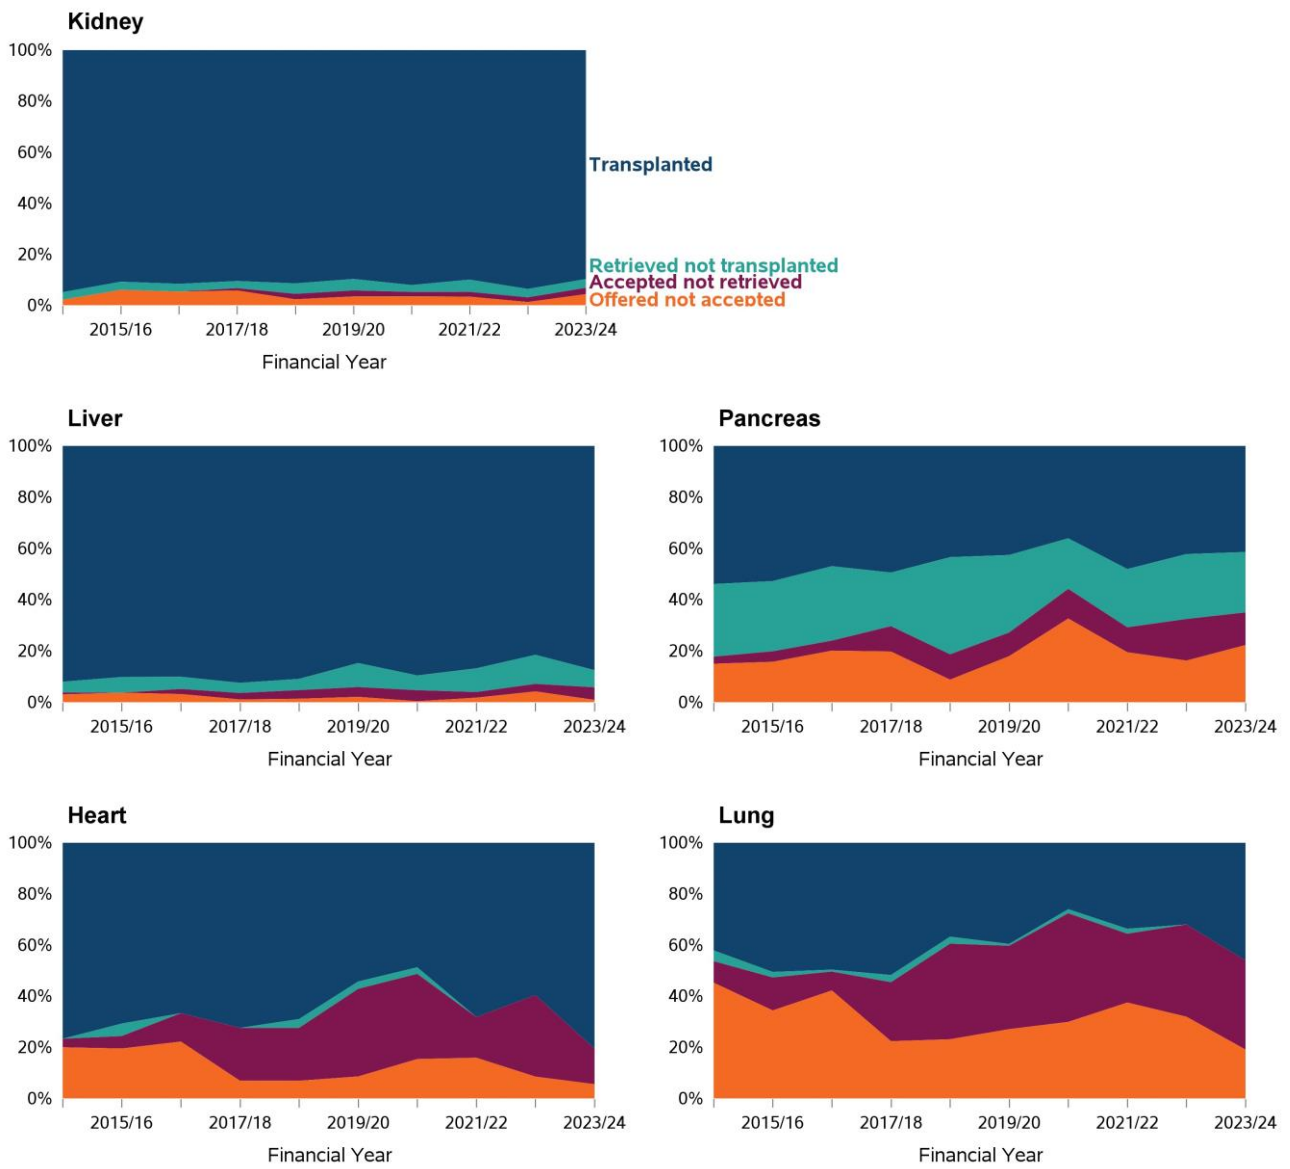 Kidney
100%
80%
60%
40%
20%
0%
Transplanted
Retrieved not transplanted
Accepted not retrieved
Offered not accepted
2015/16 2017/18 2019/20 2021/22 2023/24
Financial Year
Liver
100%
80%
60%
40%
20%
0%
2015/16 2017/18 2019/20 2021/22 2023/24
Financial Year
Pancreas
100%
80%
60%
40%
20%
0%
2015/16 2017/18 2019/20 2021/22 2023/24
Financial Year
Heart
100%
80%
60%
40%
20%
0%
2015/16 2017/18 2019/20 2021/22 2023/24
Financial Year
Lung
100%
80%
60%
40%
20%
0%
2015/16 2017/18 2019/20 2021/22 2023/24
Financial Year